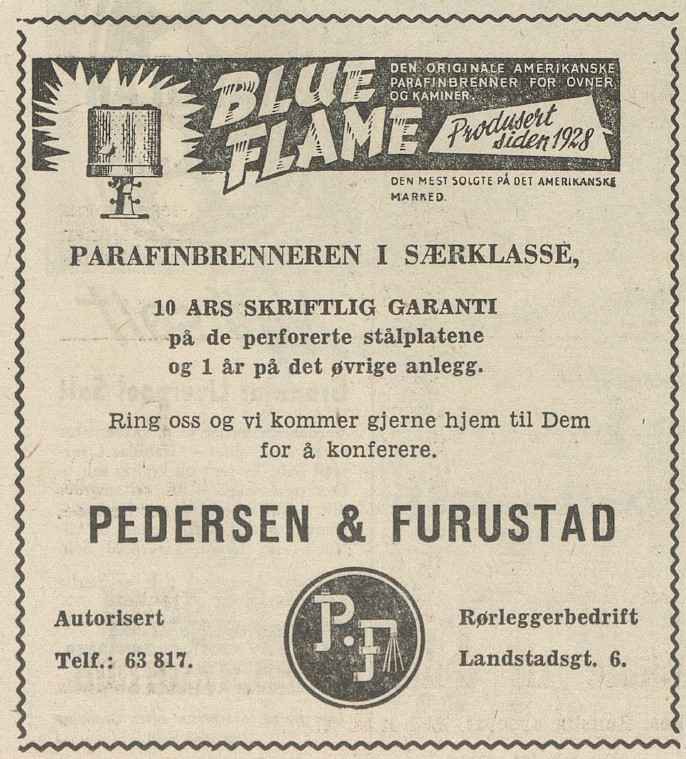 BLUE FLAME
DEN ORIGINALE AMERIKANSKE
PARAFINBRENNER FOR OVNER
OG KAMINER
Produsert
siden 1928
DEN MEST SOLGTE PÅ DET AMERIKANSKE
MARKED.
PARAFINBRENNEREN I SÆRKLASSE,
10 ARS SKRIFTLIG GARANTI
på de perforerte stålplatene
og 1 år på det øvrige anlegg.
Ring oss og vi kommer gjerne hjem til Dem
for å konferere.
PEDERSEN & FURUSTAD
Autorisert
Telf.: 63 817.
P.F
Rørleggerbedrift
Landstadsgt. 6.